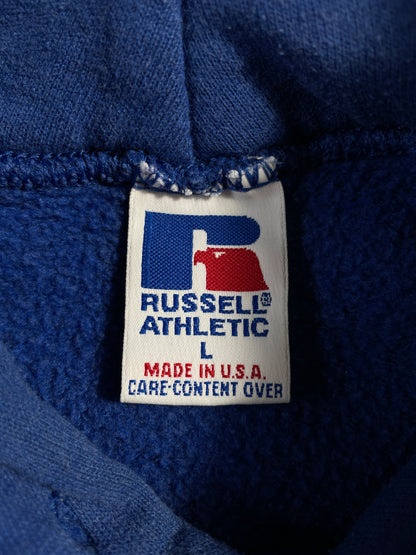 RUSSELL
ATHLETIC
L
MADE IN U.S.A.
CARE-CONTENT OVER